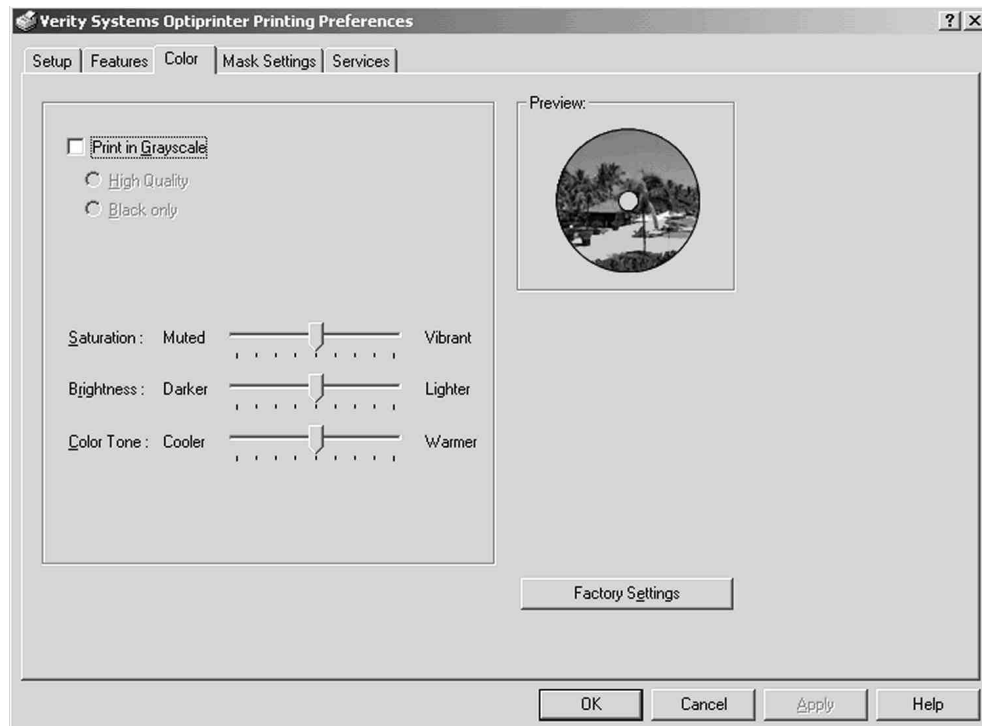 Verity Systems Optiprinter Printing Preferences
? X
Setup Features Color Mask Settings Services
Print in Grayscale
High Quality
Black only
Preview:
Saturation : Muted Vibrant
Brightness : Darker Lighter
Color Tone : Cooler Warmer
Factory Settings
OK Cancel Apply Help